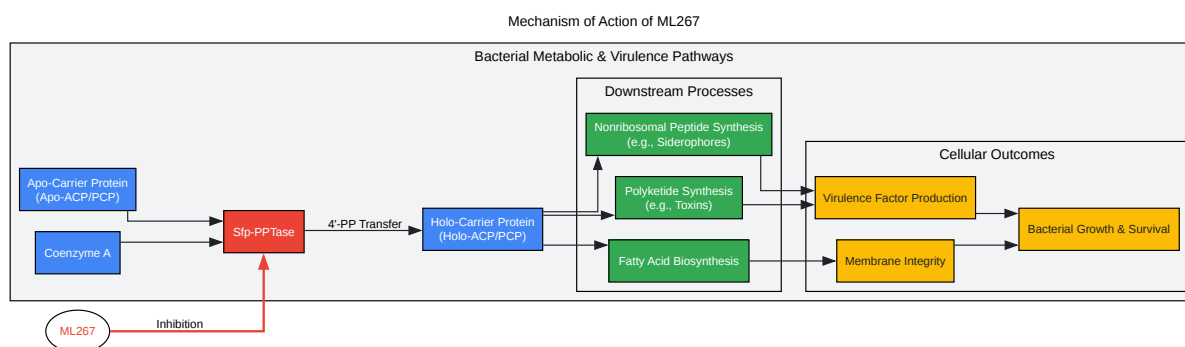 Mechanism of Action of ML267
Bacterial Metabolic & Virulence Pathways
Downstream Processes
Nonribosomal Peptide Synthesis
(e.g., Siderophores)
Cellular Outcomes
Apo-Carrier Protein
(Apo-ACP/PCP)
Polyketide Synthesis
(e.g., Toxins)
Virulence Factor Production
4'-PP Transfer
Sfp-PPTase
Holo-Carrier Protein
(Holo-ACP/PCP)
Bacterial Growth & Survival
Coenzyme A
Fatty Acid Biosynthesis
Membrane Integrity
Inhibition
ML267